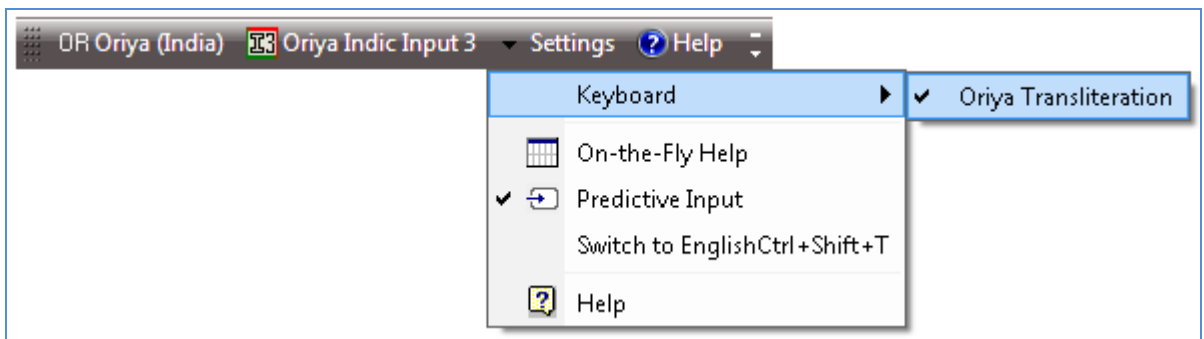 OR Oriya (India) I3 Oriya Indic Input 3 Settings ? Help
Keyboard Oriya Transliteration
On-the-Fly Help
Predictive Input
Switch to EnglishCtrl+Shift+T
? Help